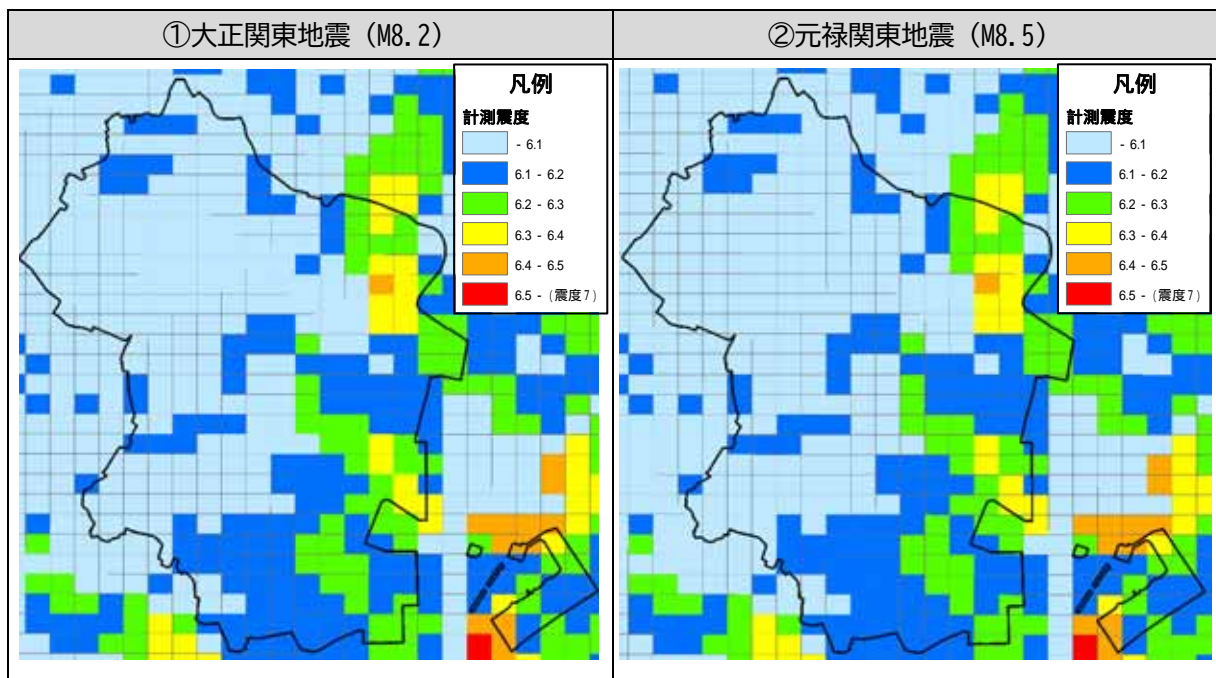 ①大正関東地震（M8.2）
②元禄関東地震（M8.5）
凡例
計測震度
- 6.1
6.1 - 6.2
6.2 - 6.3
6.3 - 6.4
6.4 - 6.5
6.5 - (震度7)
凡例
計測震度
- 6.1
6.1 - 6.2
6.2 - 6.3
6.3 - 6.4
6.4 - 6.5
6.5 - (震度7)